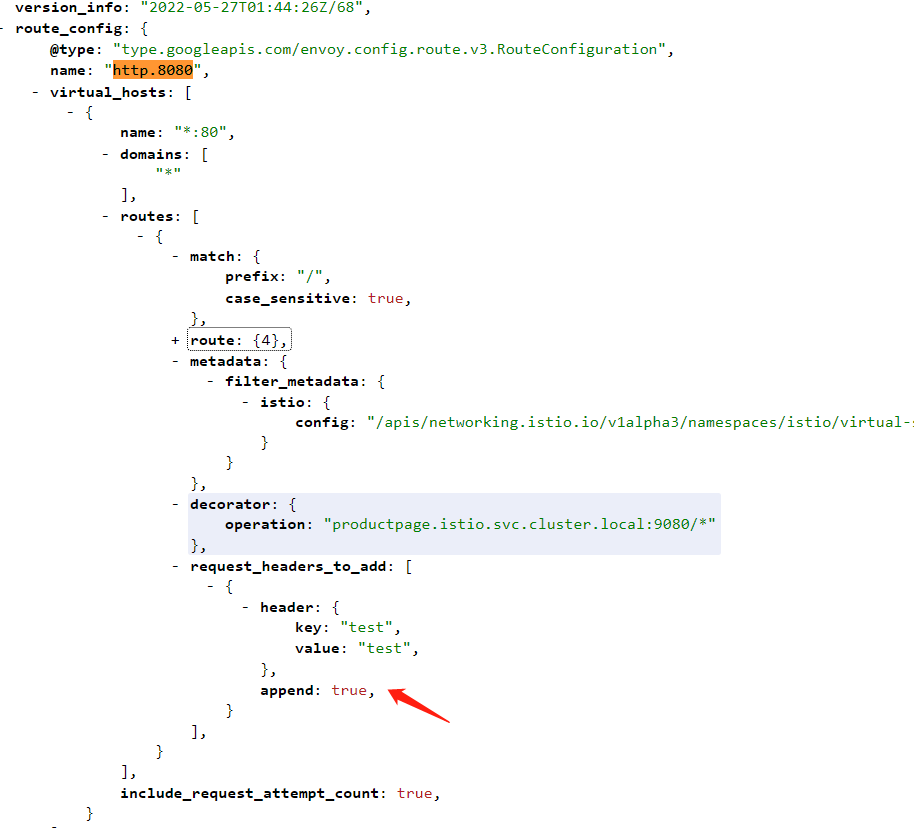 version_info: "2022-05-27T01:44:26Z/68",
- route_config: {
@type: "type.googleapis.com/envoy.config.route.v3.RouteConfiguration",
name: "http.8080",
- virtual_hosts: [
- {
name: "*:80",
- domains: [
"*"
],
- routes: [
- {
- match: {
prefix: "/",
case_sensitive: true,
},
+ route: {4},
- metadata: {
- filter_metadata: {
- istio: {
config: "/apis/networking.istio.io/v1alpha3/namespaces/istio/virtual-s
}
}
},
- decorator: {
operation: "productpage.istio.svc.cluster.local:9080/*"
},
- request_headers_to_add: [
- {
- header: {
key: "test",
value: "test",
},
append: true,
}
],
}
],
include_request_attempt_count: true,
}